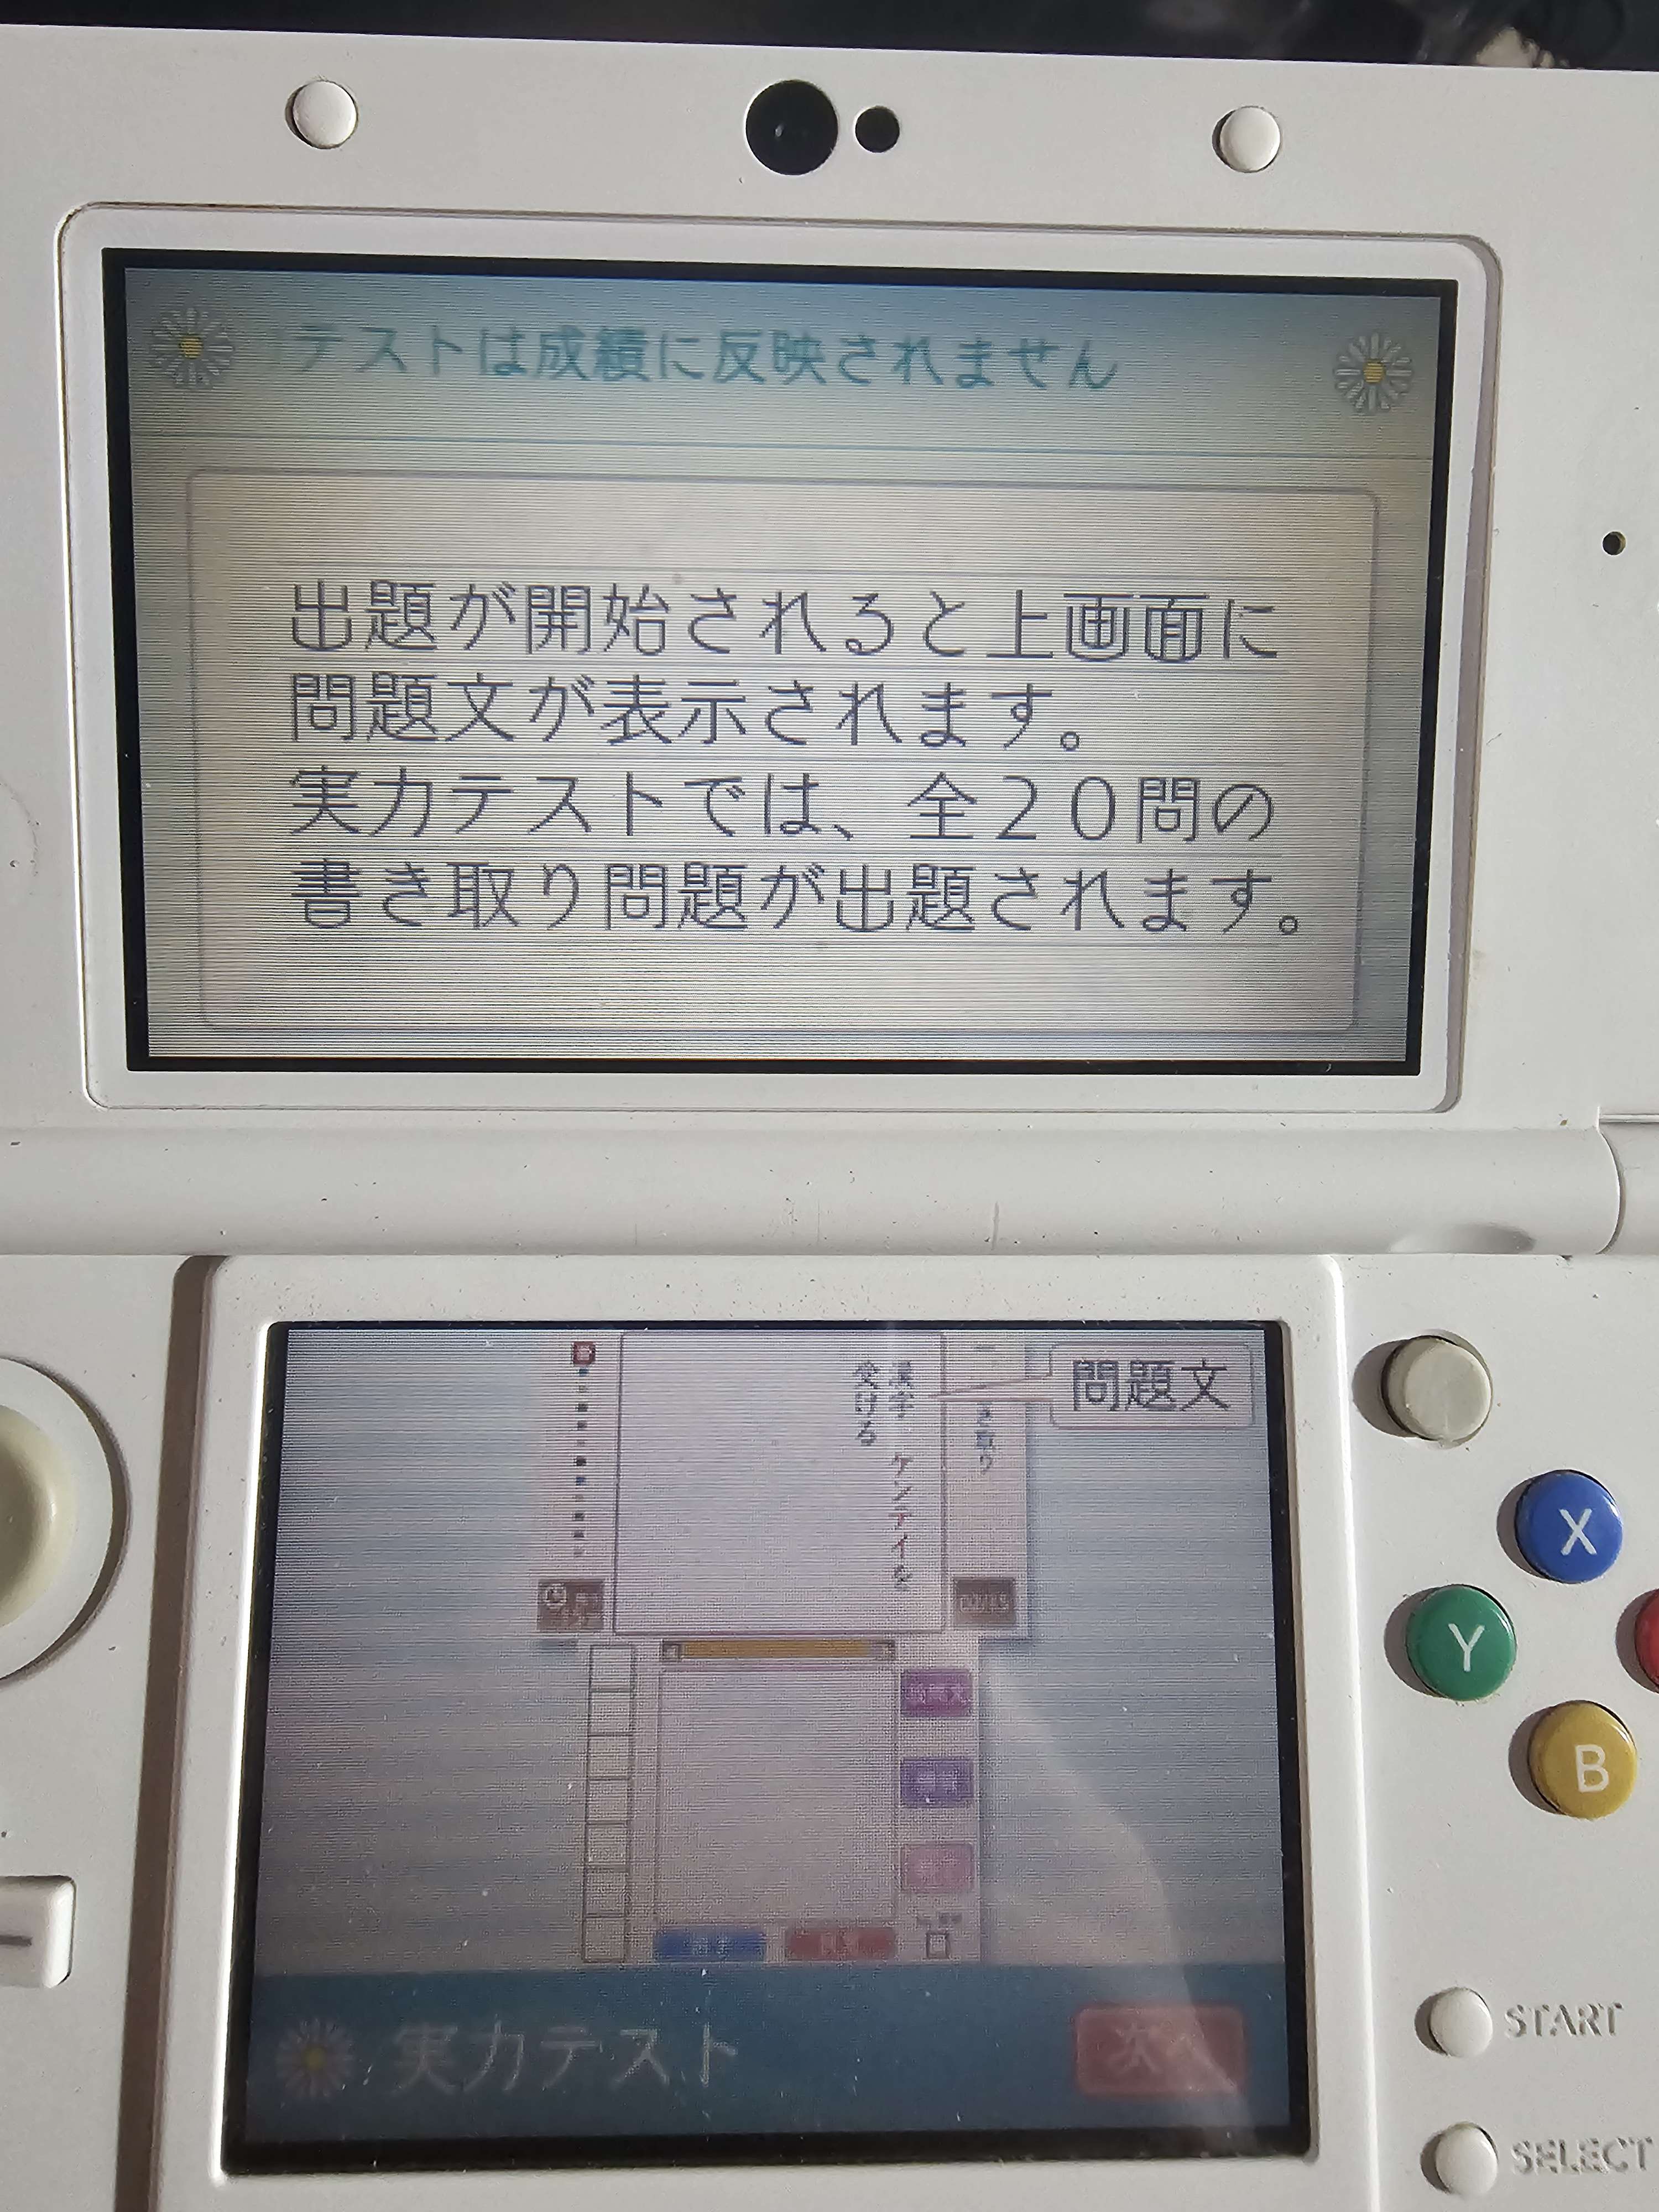 テストは成績に反映されません
出題が開始されると上画面に
問題文が表示されます。
実力テストでは、全20問の
書き取り問題が出題されます。
問題文
漢字 ケンテイを
受ける
実力テスト
次へ
X
Y
B
START
SELECT